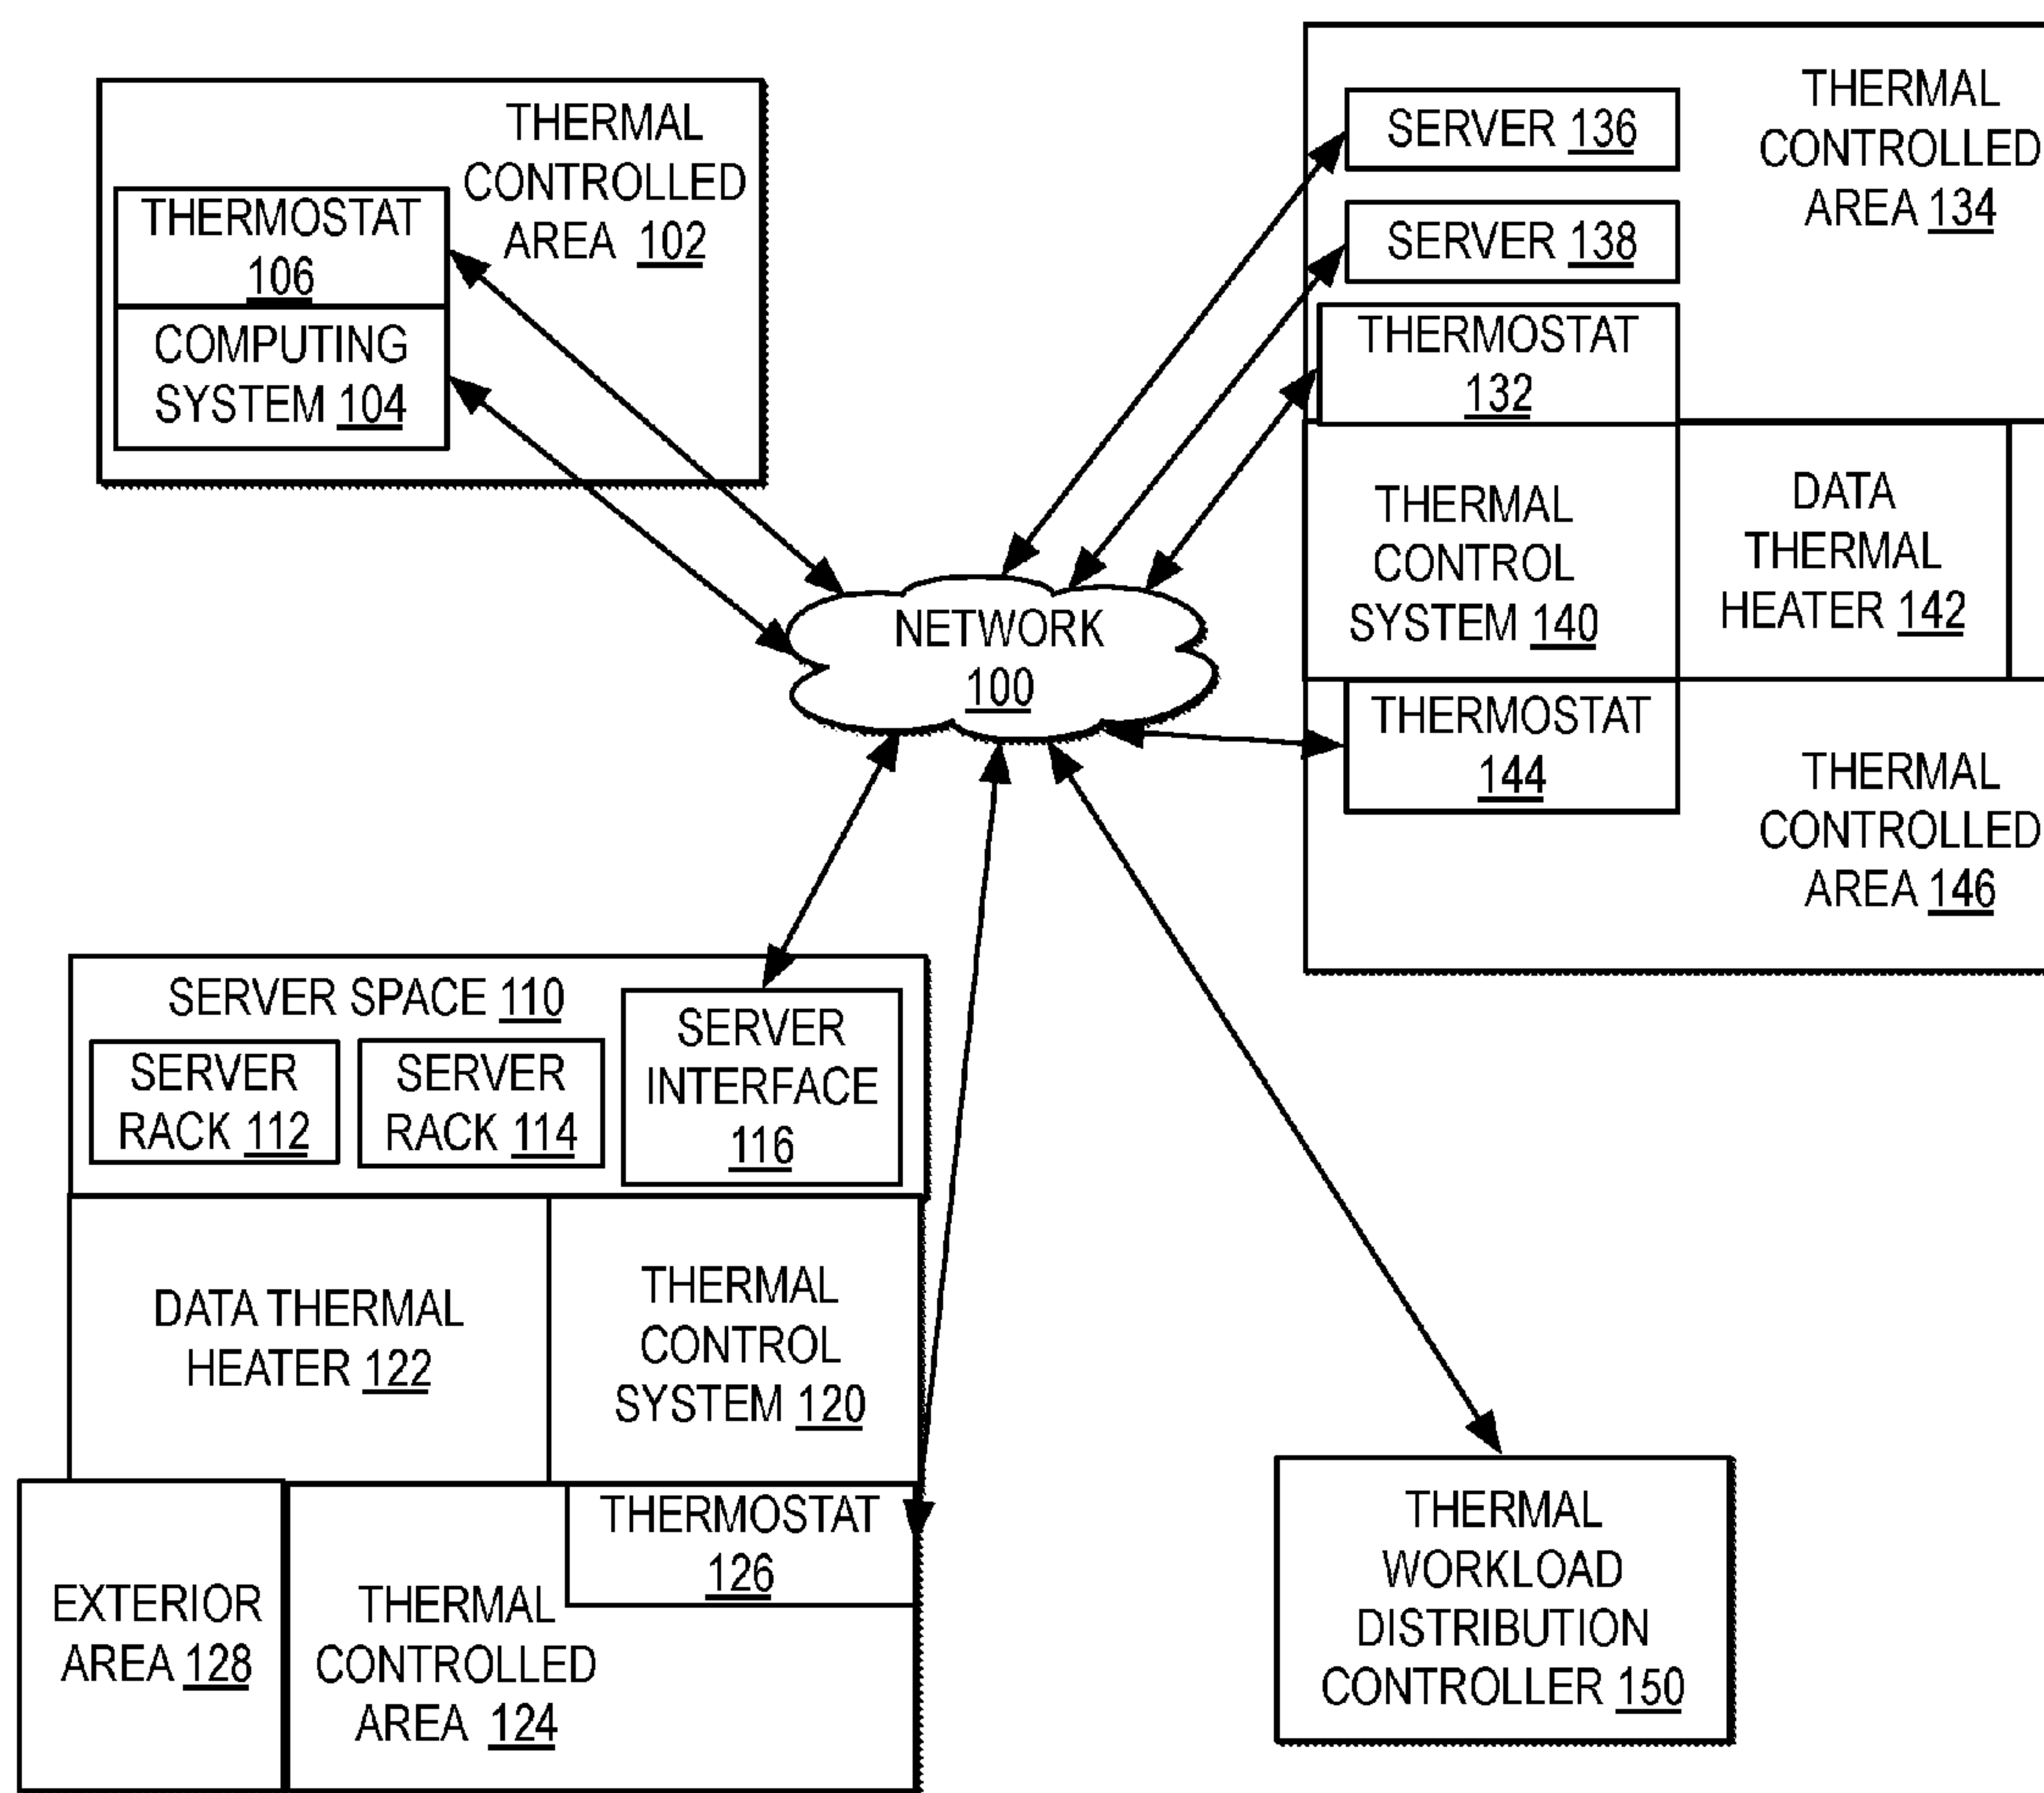 THERMAL
CONTROLLED
AREA 102
THERMOSTAT
106
COMPUTING
SYSTEM 104
SERVER 136
SERVER 138
THERMAL
CONTROLLED
AREA 134
THERMOSTAT
132
THERMAL
CONTROL
SYSTEM 140
DATA
THERMAL
HEATER 142
THERMOSTAT
144
THERMAL
CONTROLLED
AREA 146
NETWORK
100
SERVER SPACE 110
SERVER
RACK 112
SERVER
RACK 114
SERVER
INTERFACE
116
DATA THERMAL
HEATER 122
THERMAL
CONTROL
SYSTEM 120
THERMOSTAT
126
EXTERIOR
AREA 128
THERMAL
CONTROLLED
AREA 124
THERMAL
WORKLOAD
DISTRIBUTION
CONTROLLER 150